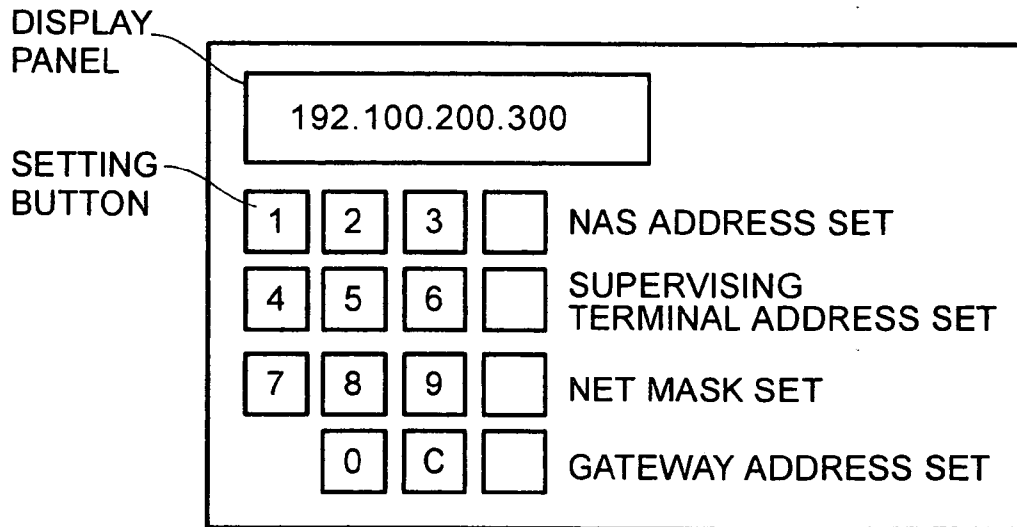 DISPLAY
PANEL
192.100.200.300
SETTING
BUTTON
1 2 3 NAS ADDRESS SET
4 5 6 SUPERVISING
TERMINAL ADDRESS SET
7 8 9 NET MASK SET
0 C GATEWAY ADDRESS SET